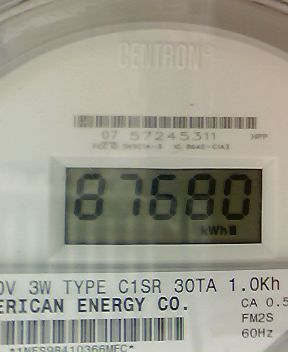 CENTRON®
07 57245311 NPP
87680
kWh
0V 3W TYPE C1SR 30TA 1.0Kh
ERICAN ENERGY CO.
CA 0.5
FM2S
60Hz